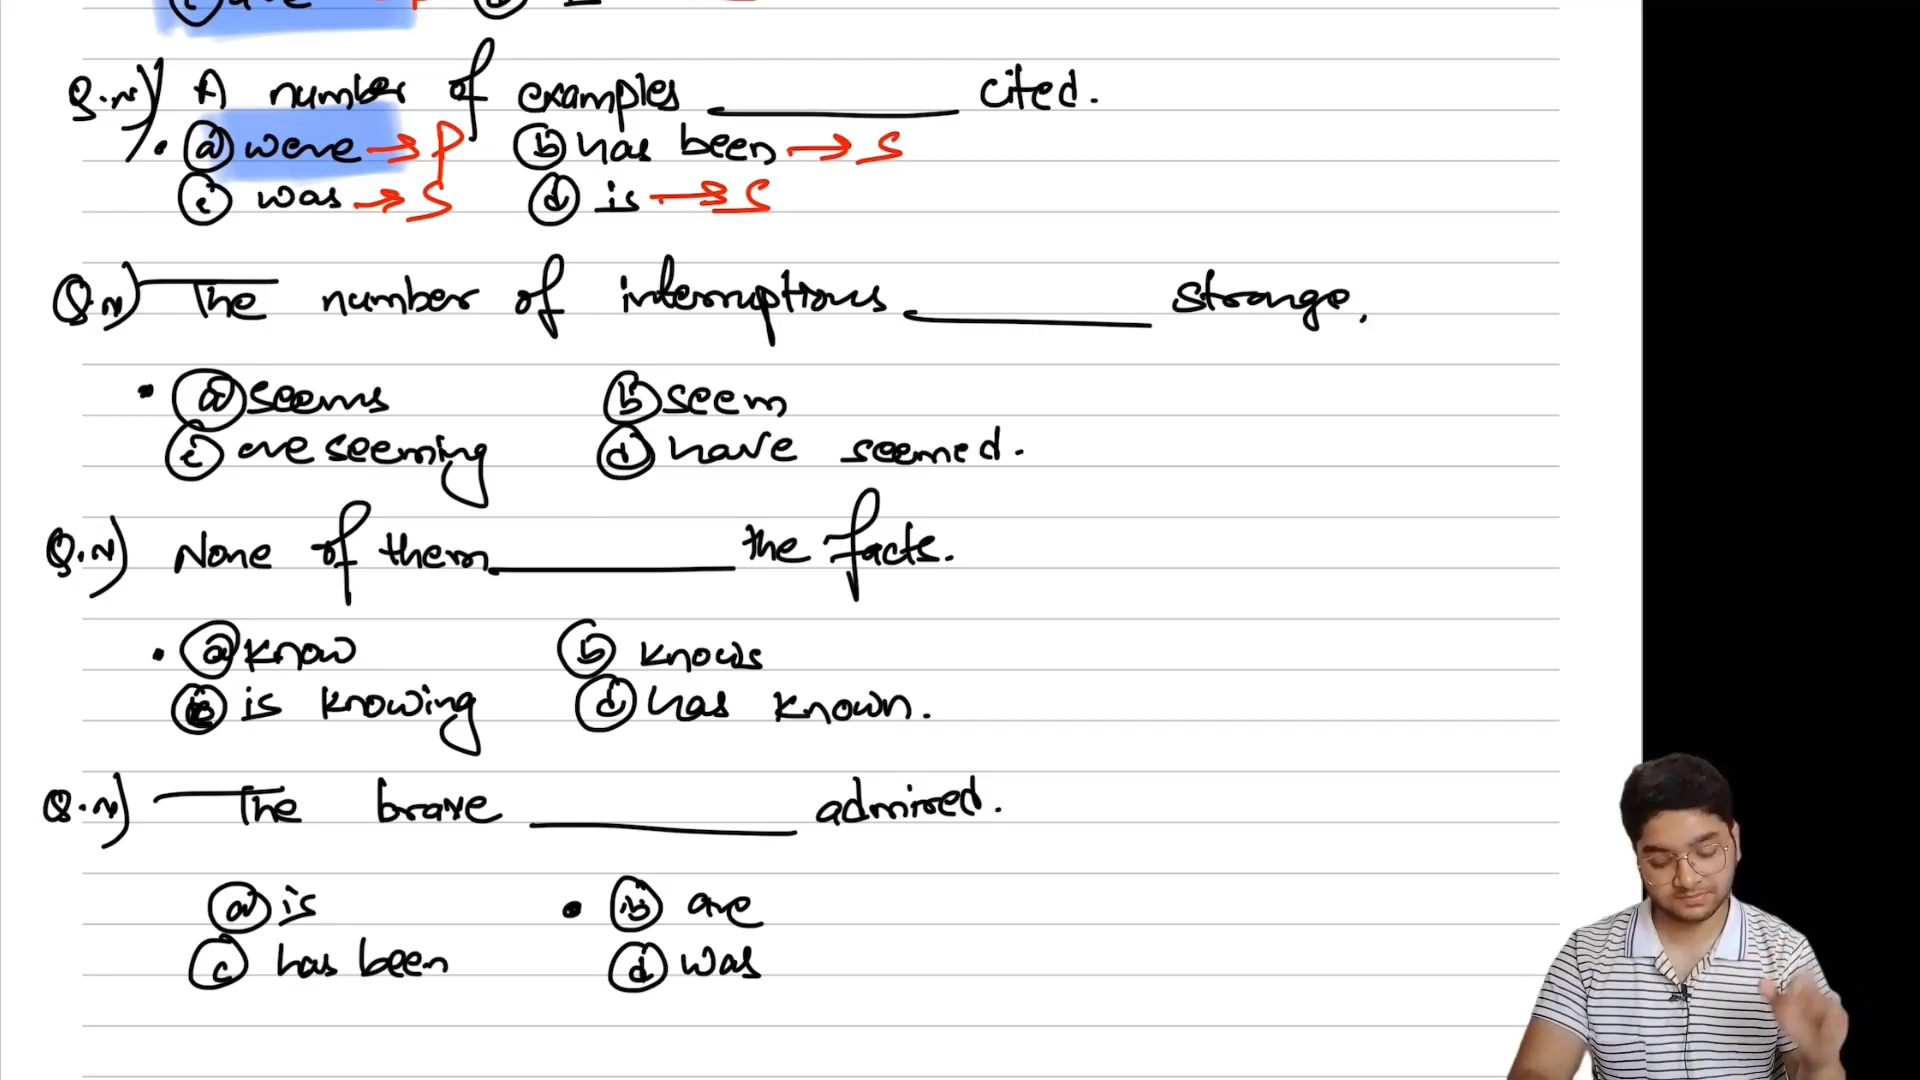 Q.N) A number of examples ________ cited.
• (a) were → P (b) has been → S
(c) was → S (d) is → S
Q.N) The number of interruptions ________ strange.
• (a) seems (b) seem
(c) are seeming (d) have seemed.
Q.N) None of them ________ the facts.
• (a) know (b) knows
(c) is knowing (d) has known.
Q.N) The brave ________ admired.
(a) is • (b) are
(c) has been (d) was